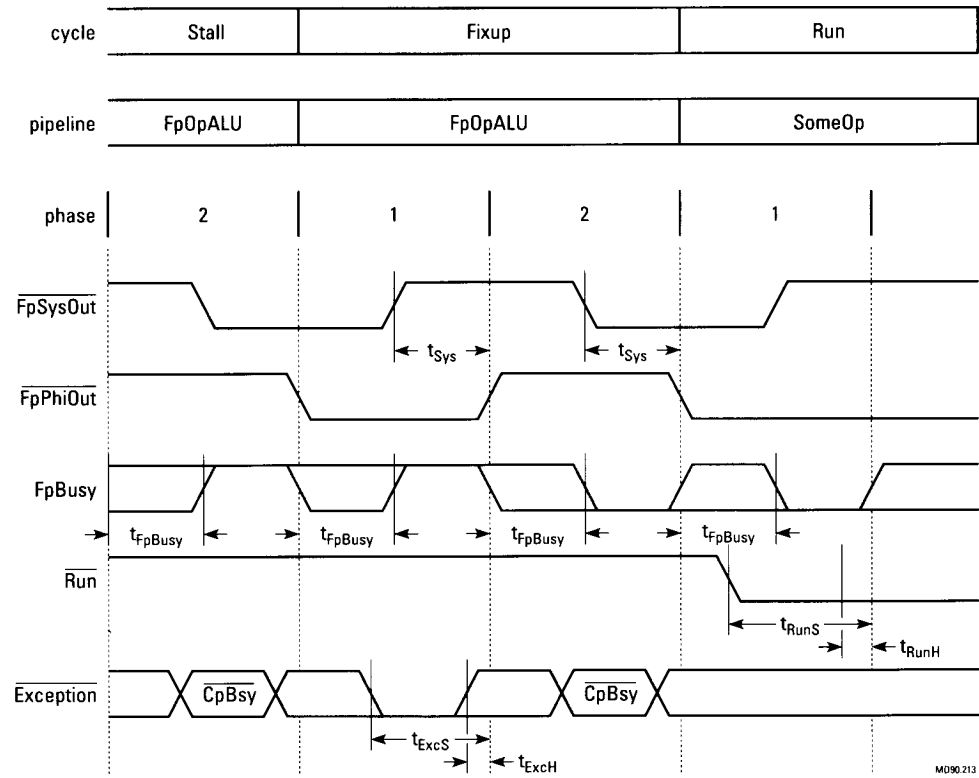 cycle Stall Fixup Run
pipeline FpOpALU FpOpALU SomeOp
phase 2 1 2 1
FpSysOut
tSys tSys
FpPhiOut
FpBusy
tFpBusy tFpBusy tFpBusy tFpBusy
Run
tRunS
tRunH
Exception CpBsy CpBsy
tExcS
tExcH
MD90.213